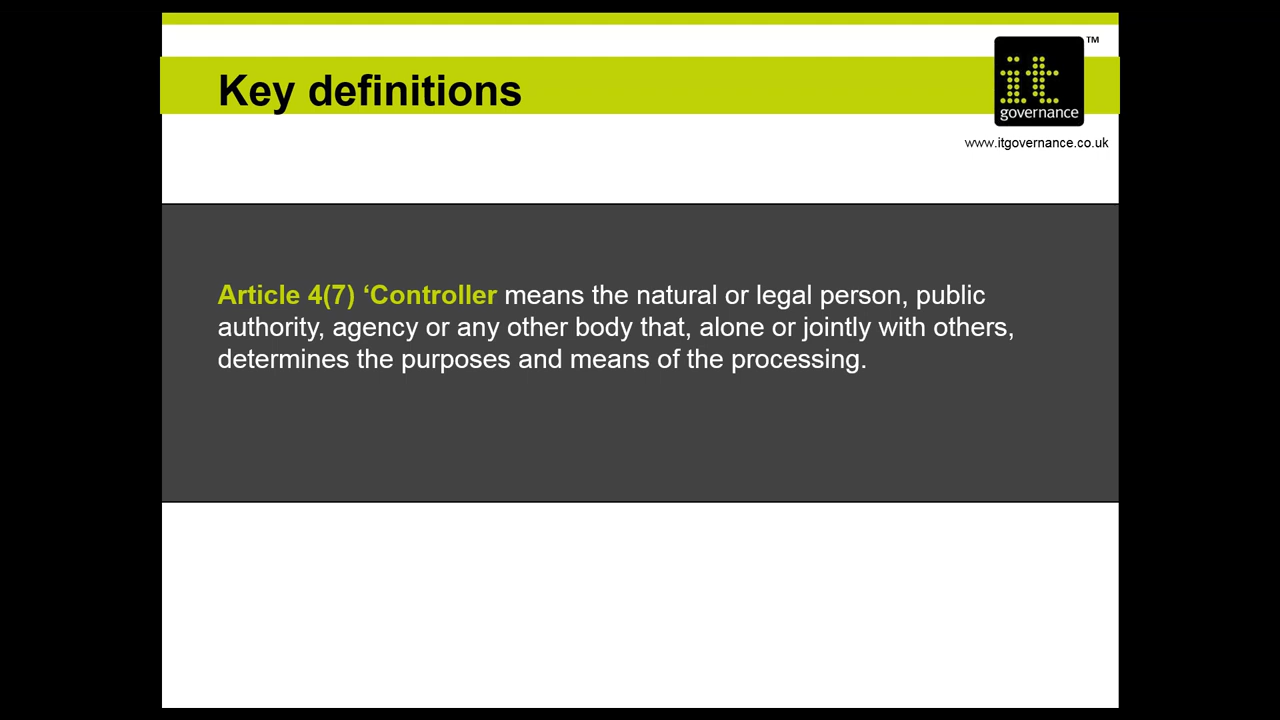 Key definitions
TM
it
governance
www.itgovernance.co.uk
Article 4(7) ‘Controller means the natural or legal person, public
authority, agency or any other body that, alone or jointly with others,
determines the purposes and means of the processing.